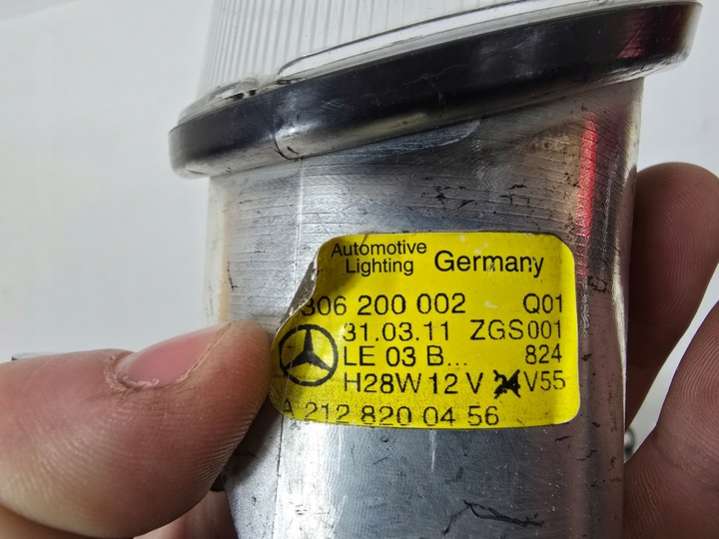 Automotive
Lighting Germany
306 200 002 Q01
31.03.11 ZGS001
LE 03 B... 824
H28W 12 V 24 V55
A 212 820 04 56